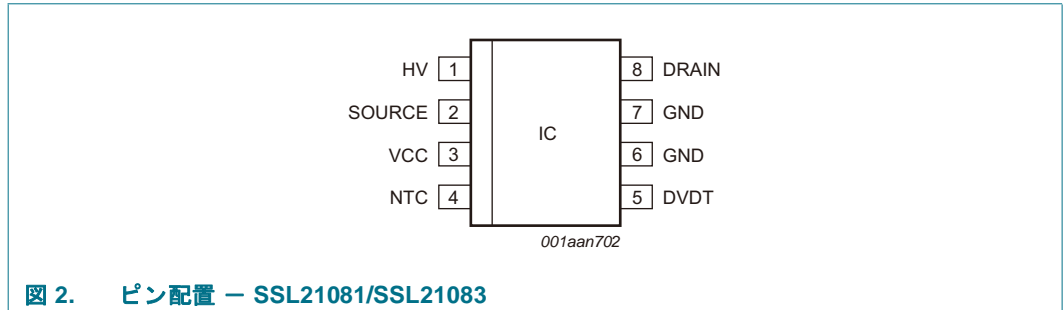 HV 1 8 DRAIN
SOURCE 2 7 GND
IC
VCC 3 6 GND
NTC 4 5 DVDT
001aan702
図 2. ピン配置 － SSL21081/SSL21083